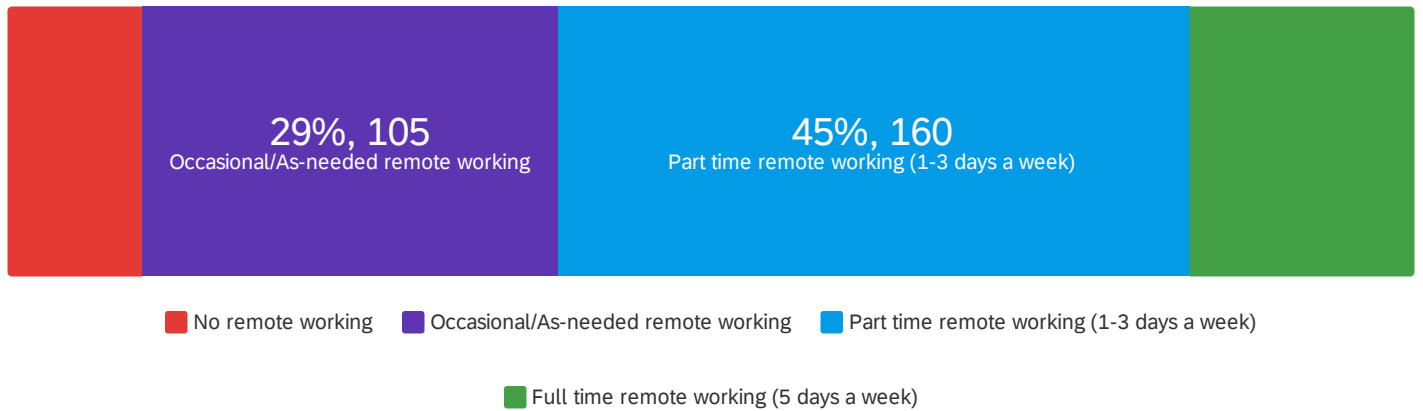 29%, 105
Occasional/As-needed remote working
45%, 160
Part time remote working (1-3 days a week)
No remote working
Occasional/As-needed remote working
Part time remote working (1-3 days a week)
Full time remote working (5 days a week)